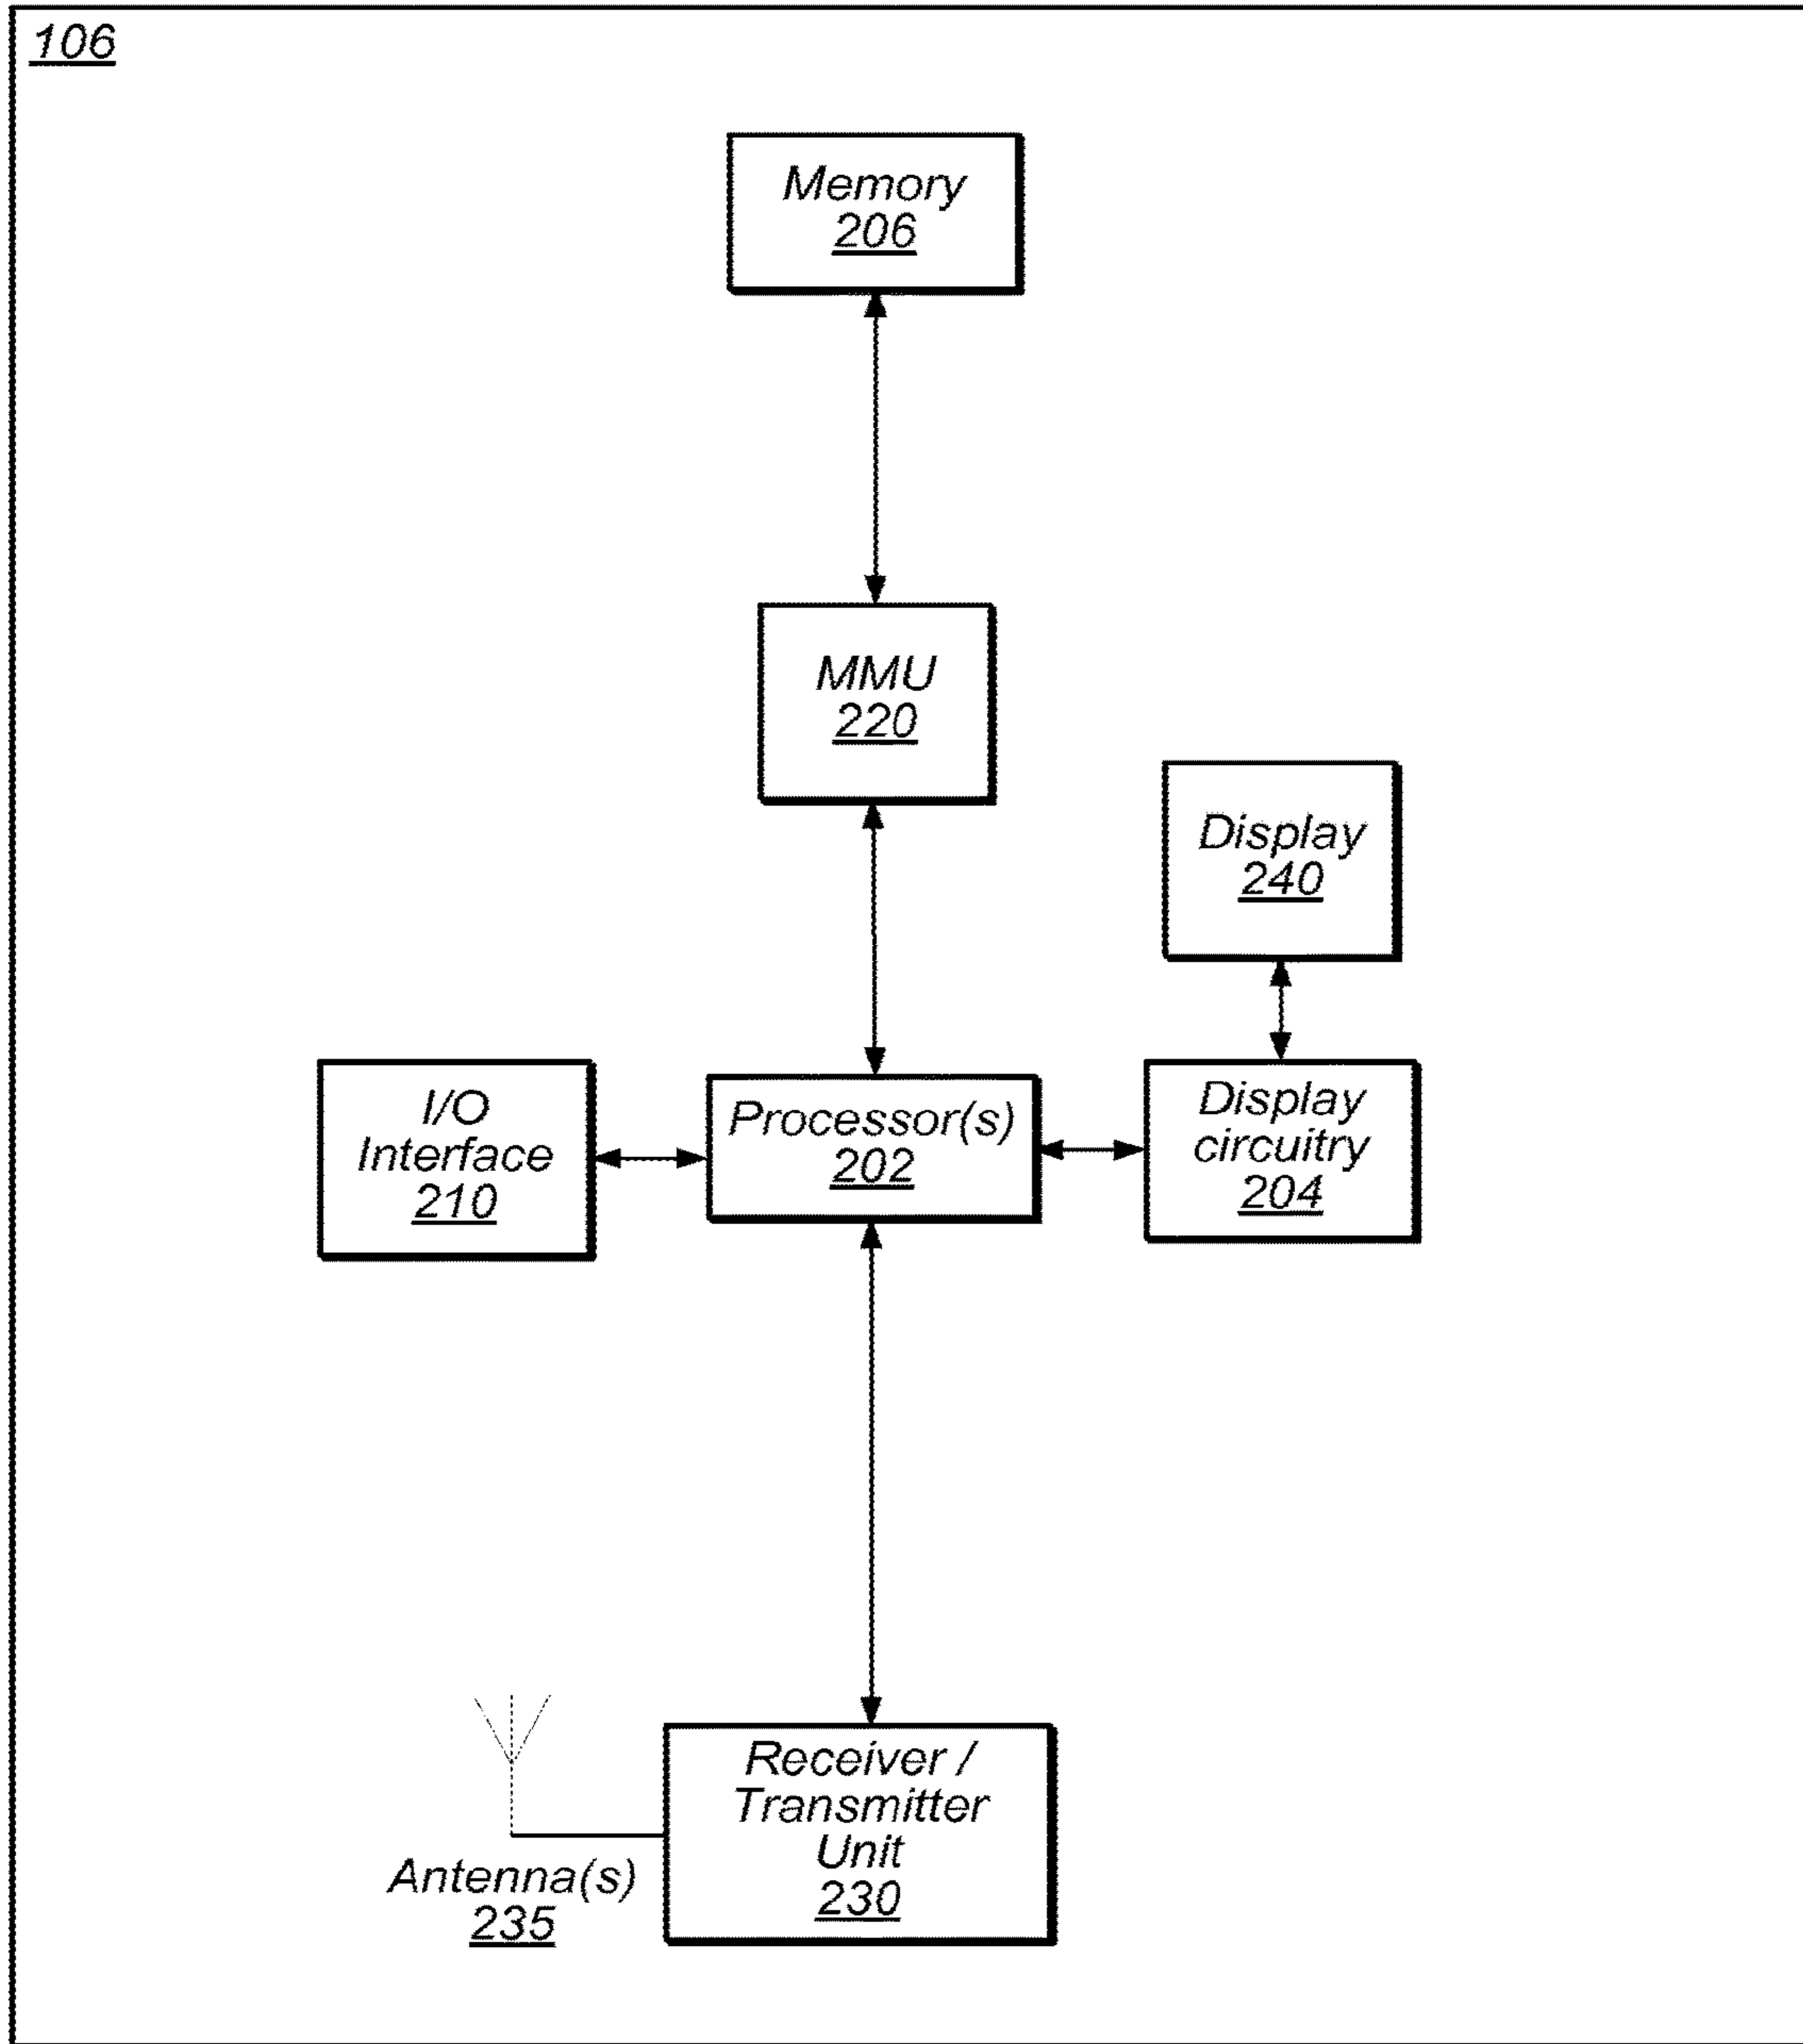 106
Memory
206
MMU
220
Display
240
I/O
Interface
210
Processor(s)
202
Display
circuitry
204
Receiver /
Transmitter
Unit
230
Antenna(s)
235